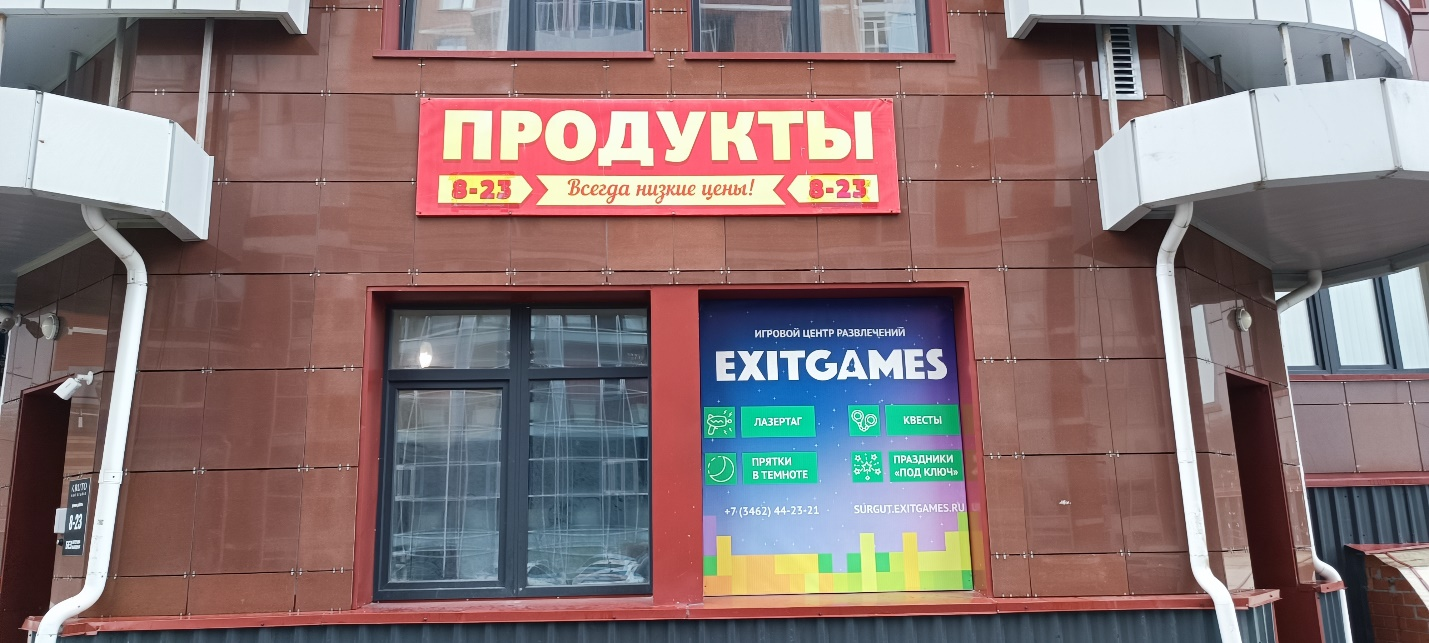 ПРОДУКТЫ
8-23 Всегда низкие цены! 8-23
ИГРОВОЙ ЦЕНТР РАЗВЛЕЧЕНИЙ
EXITGAMES
ЛАЗЕРТАГ
КВЕСТЫ
ПРЯТКИ
В ТЕМНОТЕ
ПРАЗДНИКИ
«ПОД КЛЮЧ»
+7 (3462) 44-23-21
SURGUT.EXITGAMES.RU
8-23